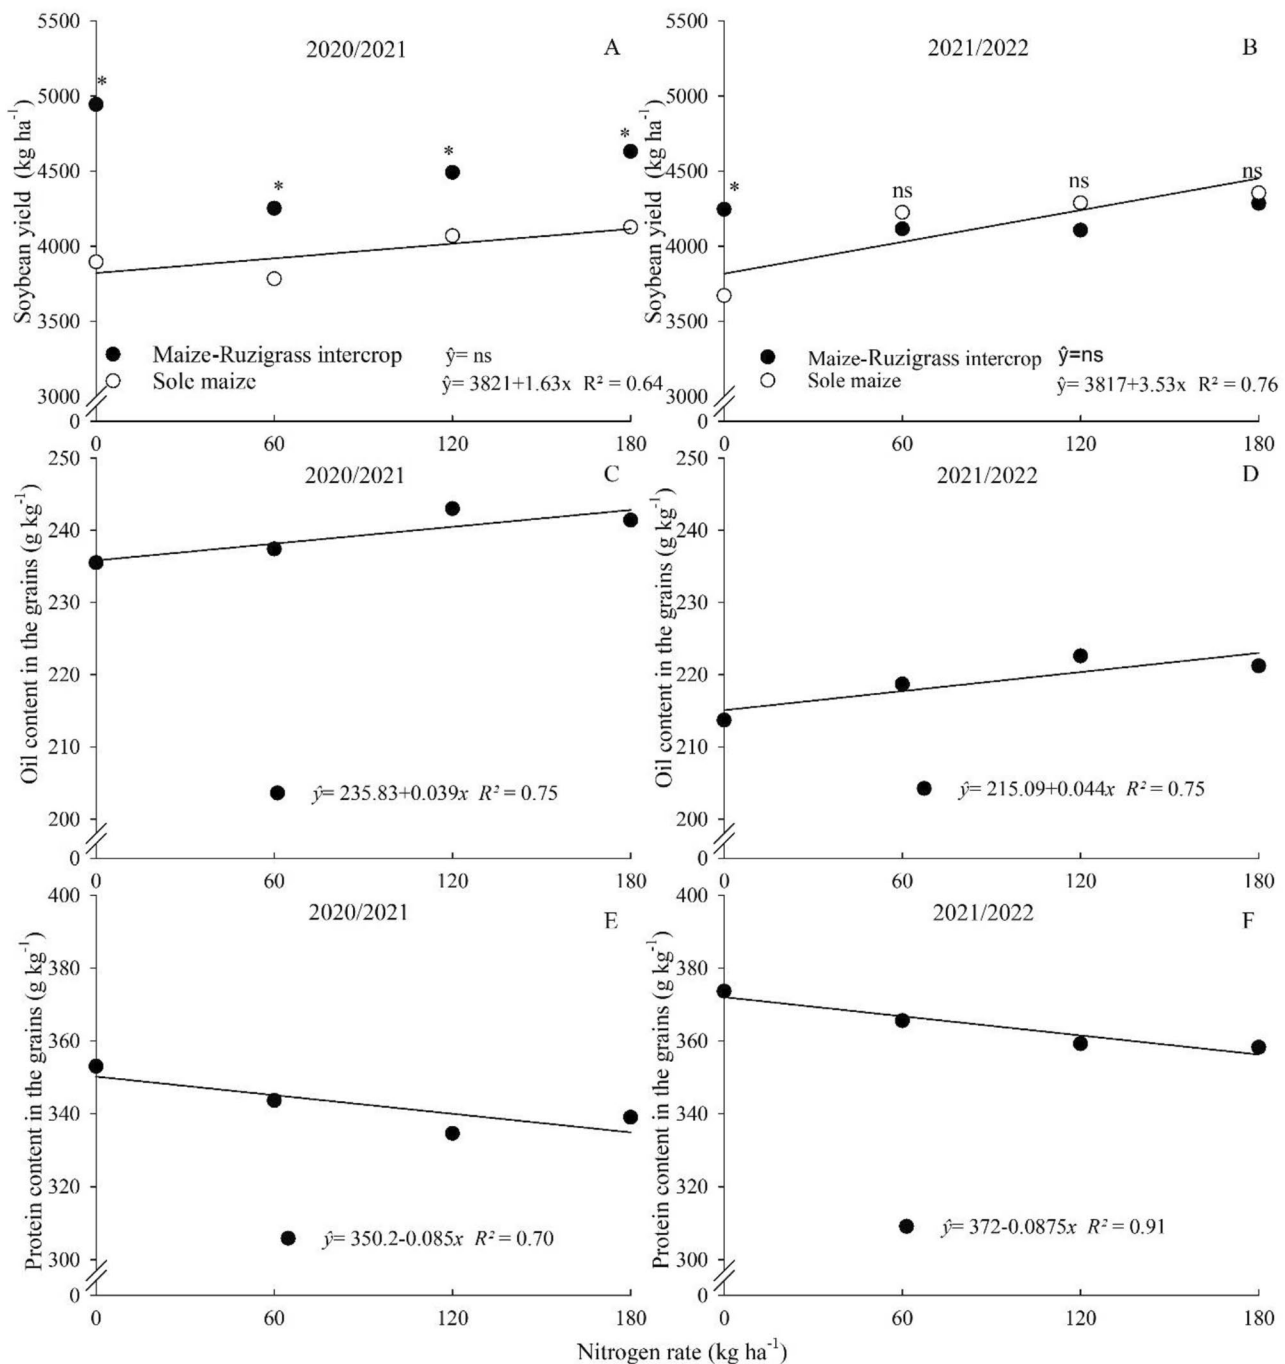 2020/2021
A
Soybean yield (kg ha⁻¹)
5500
5000
4500
4000
3500
3000
0
*
*
*
*
Maize-Ruzigrass intercrop ŷ= ns
Sole maize ŷ= 3821+1.63x R² = 0.64
0 60 120 180
2021/2022
B
Soybean yield (kg ha⁻¹)
5500
5000
4500
4000
3500
3000
0
*
ns
ns
ns
Maize-Ruzigrass intercrop ŷ=ns
Sole maize ŷ= 3817+3.53x R² = 0.76
0 60 120 180
2020/2021
C
Oil content in the grains (g kg⁻¹)
250
240
230
220
210
200
0
ŷ= 235.83+0.039x R² = 0.75
0 60 120 180
2021/2022
D
Oil content in the grains (g kg⁻¹)
250
240
230
220
210
200
0
ŷ= 215.09+0.044x R² = 0.75
0 60 120 180
2020/2021
E
Protein content in the grains (g kg⁻¹)
400
380
360
340
320
300
0
ŷ= 350.2-0.085x R² = 0.70
0 60 120 180
2021/2022
F
Protein content in the grains (g kg⁻¹)
400
380
360
340
320
300
0
ŷ= 372-0.0875x R² = 0.91
0 60 120 180
Nitrogen rate (kg ha⁻¹)